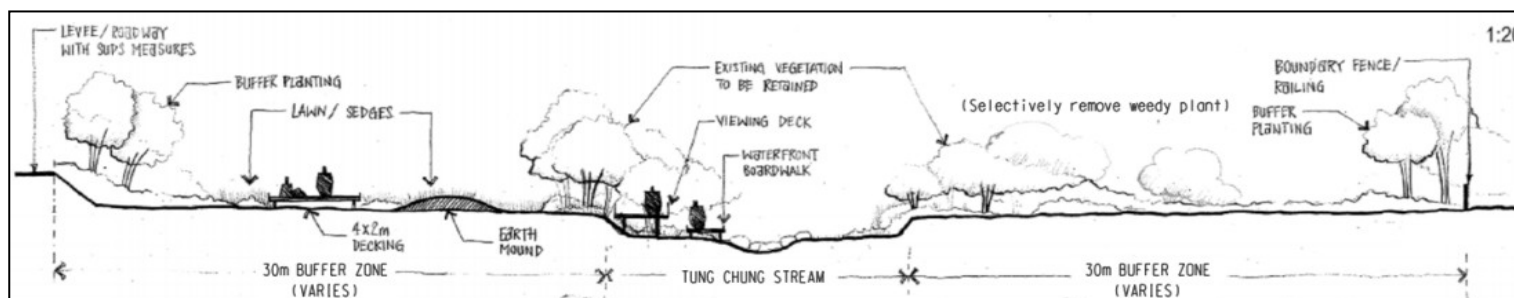 LEVEE/ROADWAY
WITH SUDS MEASURES
BUFFER PLANTING
LAWN/ SEDGES
4x2m
DECKING
EARTH
MOUND
EXISTING VEGETATION
TO BE RETAINED
VIEWING DECK
WATERFRONT
BOARDWALK
(Selectively remove weedy plant)
BOUNDARY FENCE/
RAILING
BUFFER
PLANTING
1:20
30m BUFFER ZONE
(VARIES)
TUNG CHUNG STREAM
30m BUFFER ZONE
(VARIES)